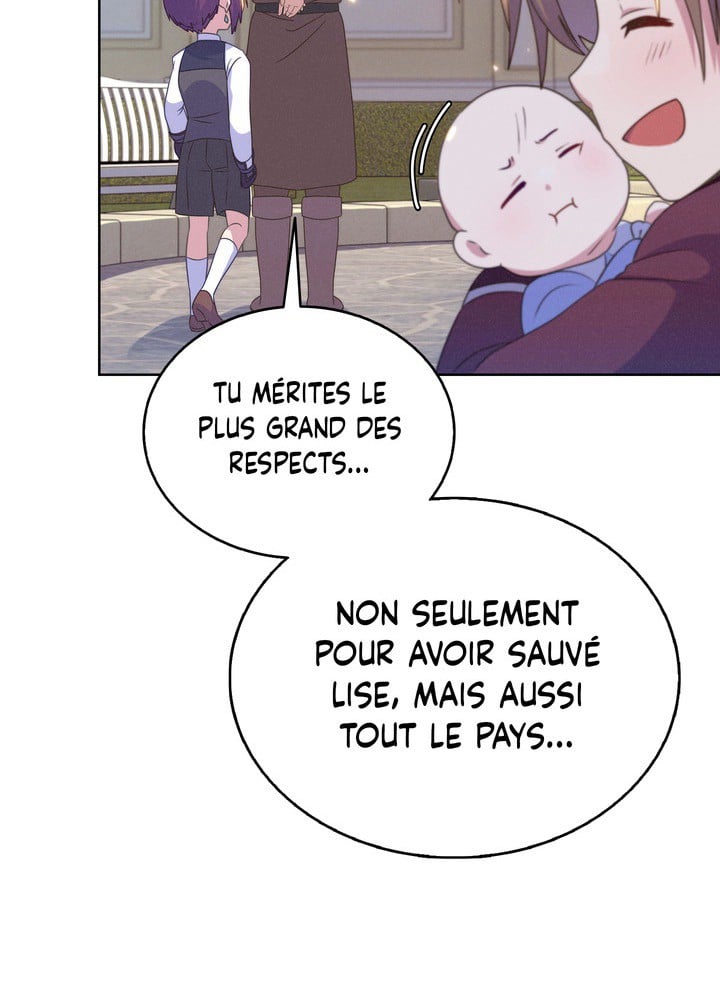 TU MÉRITES LE
PLUS GRAND DES
RESPECTS...
NON SEULEMENT
POUR AVOIR SAUVÉ
LISE, MAIS AUSSI
TOUT LE PAYS...